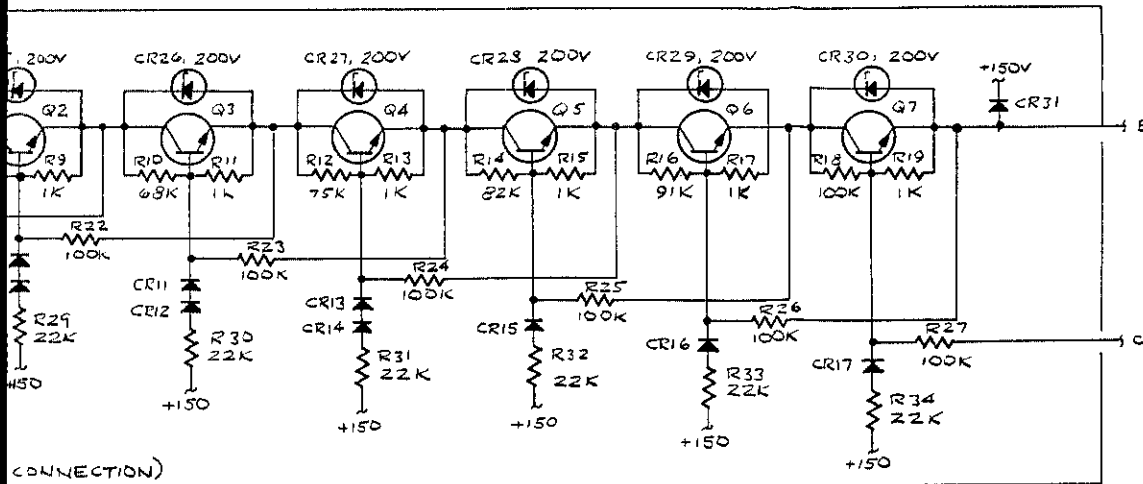 , 200V
CR26, 200V
CR27, 200V
CR28, 200V
CR29, 200V
CR30, 200V
+150V
CR31
Q2
Q3
Q4
Q5
Q6
Q7
E
R9
1K
R10
68K
R11
1K
R12
75K
R13
1K
R14
82K
R15
1K
R16
91K
R17
1K
R18
100K
R19
1K
R22
100K
R23
100K
R24
100K
R25
100K
R26
100K
R27
100K
C
CR11
CR12
CR13
CR14
CR15
CR16
CR17
R29
22K
R30
22K
R31
22K
R32
22K
R33
22K
R34
22K
+150
+150
+150
+150
+150
+150
CONNECTION)